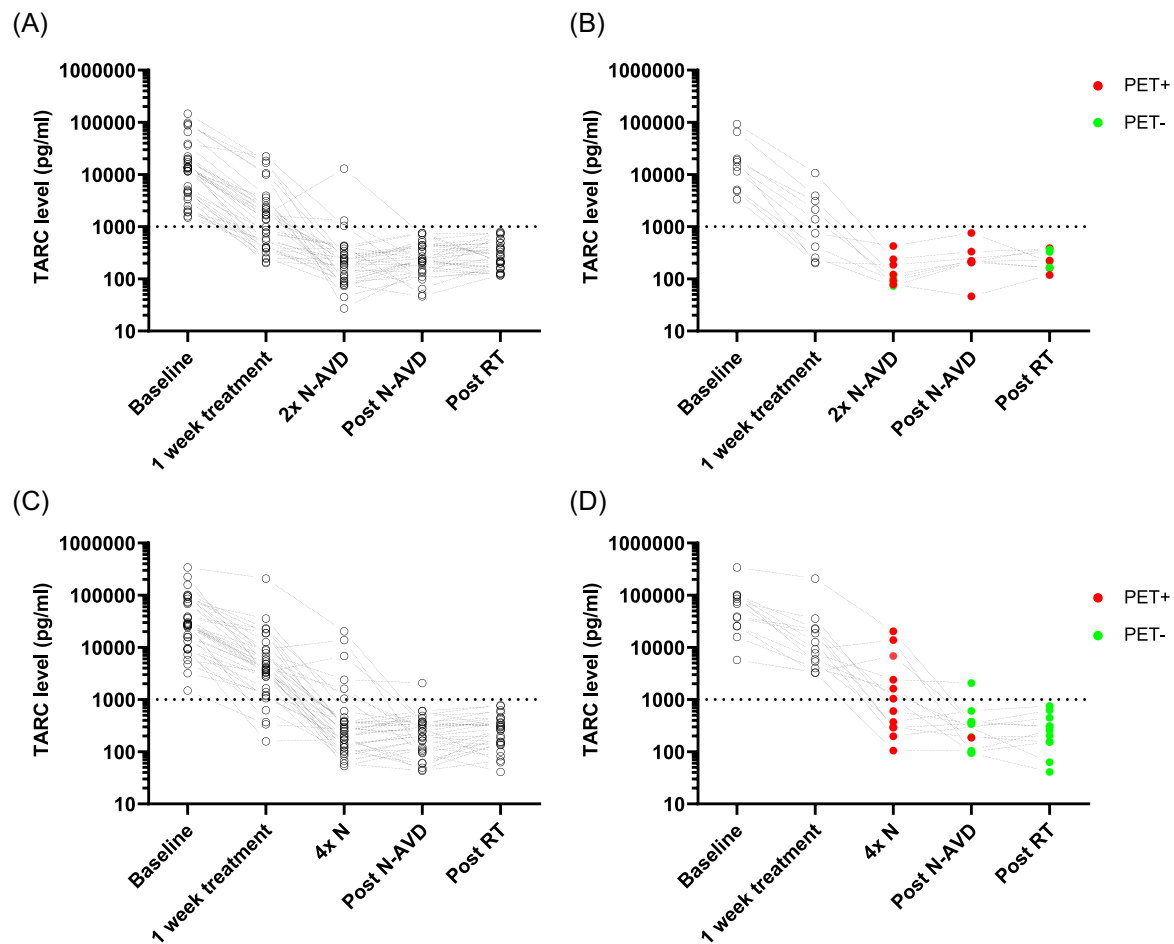 (A)
TARC level (pg/ml)
1000000
100000
10000
1000
100
10
Baseline
1 week treatment
2x N-AVD
Post N-AVD
Post RT
(B)
TARC level (pg/ml)
1000000
100000
10000
1000
100
10
Baseline
1 week treatment
2x N-AVD
Post N-AVD
Post RT
PET+
PET-
(C)
TARC level (pg/ml)
1000000
100000
10000
1000
100
10
Baseline
1 week treatment
4x N
Post N-AVD
Post RT
(D)
TARC level (pg/ml)
1000000
100000
10000
1000
100
10
Baseline
1 week treatment
4x N
Post N-AVD
Post RT
PET+
PET-